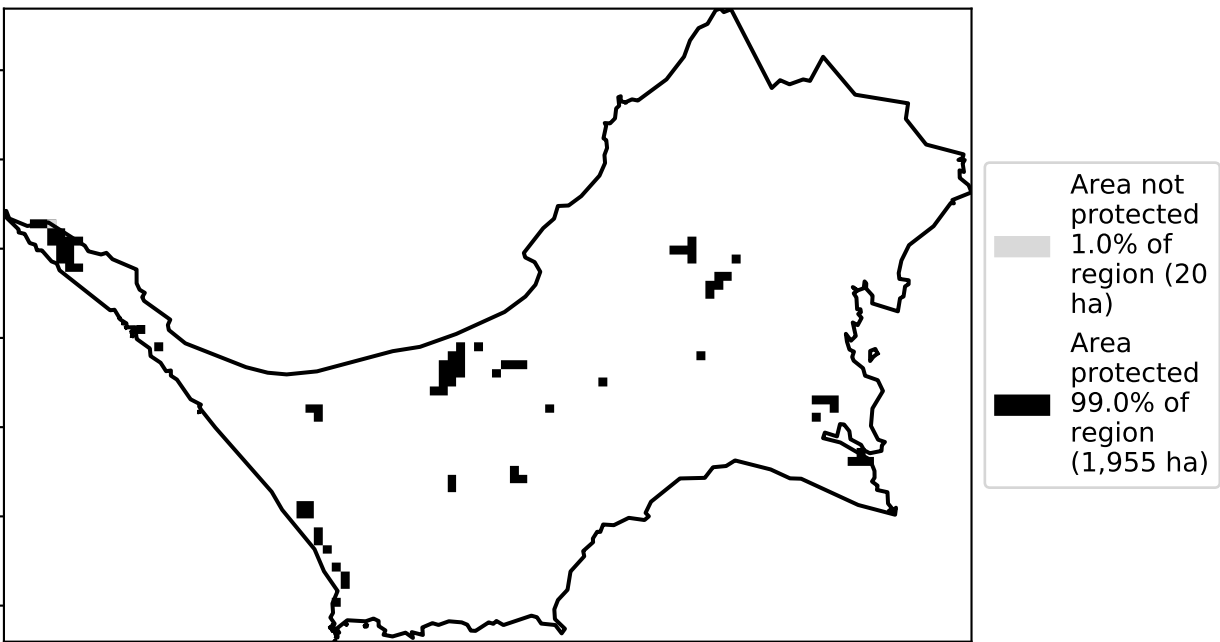 Area not
protected
1.0% of
region (20
ha)
Area
protected
99.0% of
region
(1,955 ha)